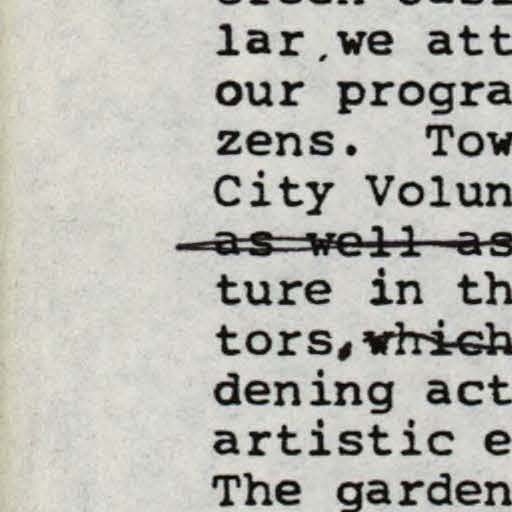 lar, we att
our progra
zens.  Tow
City Volun
as well as
ture in th
tors, which
dening act
artistic e
The garden